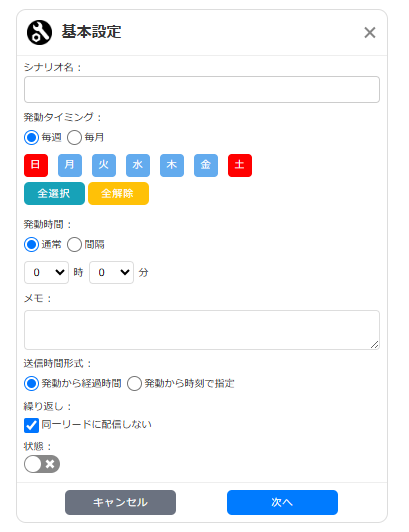 基本設定
シナリオ名：
発動タイミング：
毎週 毎月
日 月 火 水 木 金 土
全選択 全解除
発動時間：
通常 間隔
0 時 0 分
メモ：
送信時間形式：
発動から経過時間 発動から時刻で指定
繰り返し：
同一リードに配信しない
状態：
キャンセル 次へ